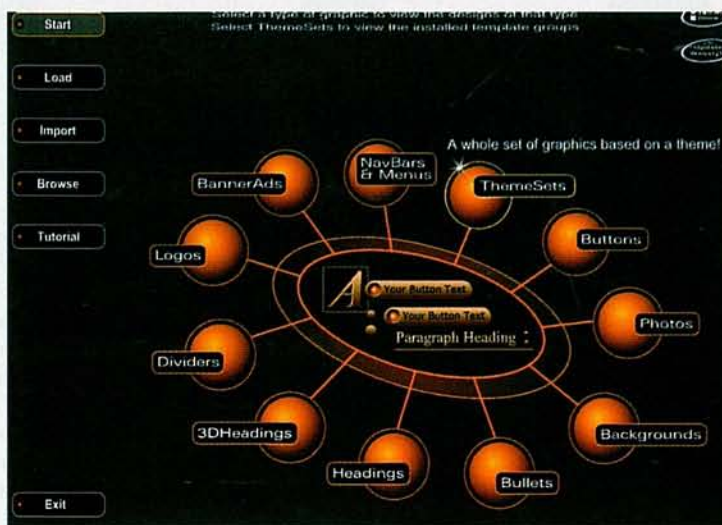 Select a type of graphic to view the designs of that type
Select ThemeSets to view the installed template groups
Start
Load
Import
Browse
Tutorial
Exit
A whole set of graphics based on a theme!
NavBars
& Menus
BannerAds
ThemeSets
Logos
Buttons
Photos
Dividers
3DHeadings
Headings
Bullets
Backgrounds
A
Your Button Text
Your Button Text
Paragraph Heading